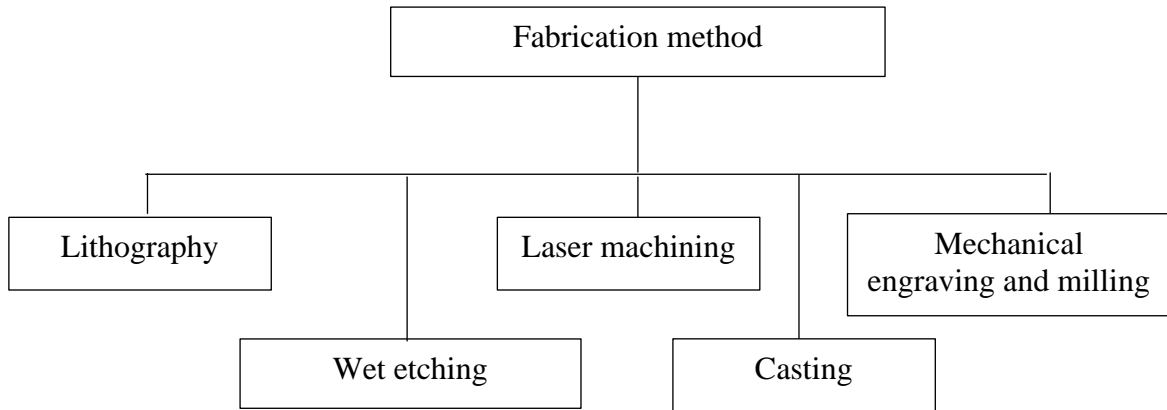 Fabrication method
Lithography
Laser machining
Mechanical
engraving and milling
Wet etching
Casting